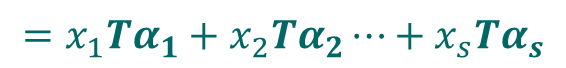 = x₁Tα₁ + x₂Tα₂ ⋯ + xₛTαₛ